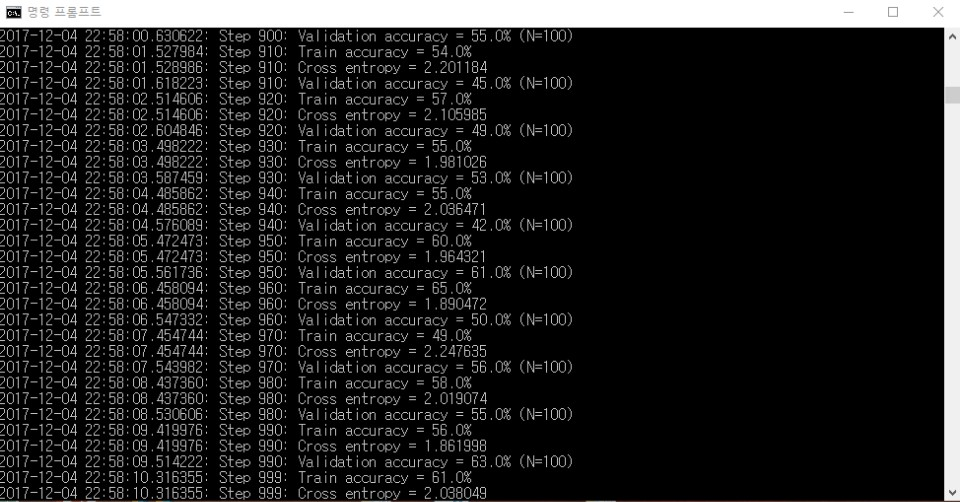 명령 프롬프트
2017-12-04 22:58:00.630622: Step 900: Validation accuracy = 55.0% (N=100)
2017-12-04 22:58:01.527984: Step 910: Train accuracy = 54.0%
2017-12-04 22:58:01.528986: Step 910: Cross entropy = 2.201184
2017-12-04 22:58:01.618223: Step 910: Validation accuracy = 45.0% (N=100)
2017-12-04 22:58:02.514606: Step 920: Train accuracy = 57.0%
2017-12-04 22:58:02.514606: Step 920: Cross entropy = 2.105985
2017-12-04 22:58:02.604846: Step 920: Validation accuracy = 49.0% (N=100)
2017-12-04 22:58:03.498222: Step 930: Train accuracy = 55.0%
2017-12-04 22:58:03.498222: Step 930: Cross entropy = 1.981026
2017-12-04 22:58:03.587459: Step 930: Validation accuracy = 53.0% (N=100)
2017-12-04 22:58:04.485862: Step 940: Train accuracy = 55.0%
2017-12-04 22:58:04.485862: Step 940: Cross entropy = 2.036471
2017-12-04 22:58:04.576089: Step 940: Validation accuracy = 42.0% (N=100)
2017-12-04 22:58:05.472473: Step 950: Train accuracy = 60.0%
2017-12-04 22:58:05.472473: Step 950: Cross entropy = 1.964321
2017-12-04 22:58:05.561736: Step 950: Validation accuracy = 61.0% (N=100)
2017-12-04 22:58:06.458094: Step 960: Train accuracy = 65.0%
2017-12-04 22:58:06.458094: Step 960: Cross entropy = 1.890472
2017-12-04 22:58:06.547332: Step 960: Validation accuracy = 50.0% (N=100)
2017-12-04 22:58:07.454744: Step 970: Train accuracy = 49.0%
2017-12-04 22:58:07.454744: Step 970: Cross entropy = 2.247635
2017-12-04 22:58:07.543982: Step 970: Validation accuracy = 56.0% (N=100)
2017-12-04 22:58:08.437360: Step 980: Train accuracy = 58.0%
2017-12-04 22:58:08.437360: Step 980: Cross entropy = 2.019074
2017-12-04 22:58:08.530606: Step 980: Validation accuracy = 55.0% (N=100)
2017-12-04 22:58:09.419976: Step 990: Train accuracy = 56.0%
2017-12-04 22:58:09.419976: Step 990: Cross entropy = 1.861998
2017-12-04 22:58:09.514222: Step 990: Validation accuracy = 63.0% (N=100)
2017-12-04 22:58:10.316355: Step 999: Train accuracy = 61.0%
2017-12-04 22:58:10.316355: Step 999: Cross entropy = 2.038049